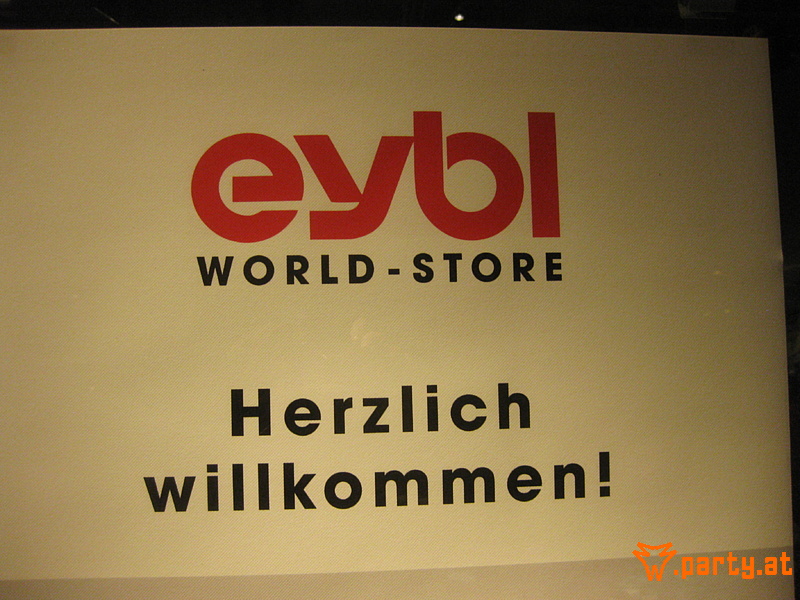 eybl
WORLD-STORE
Herzlich
willkommen!
W.party.at